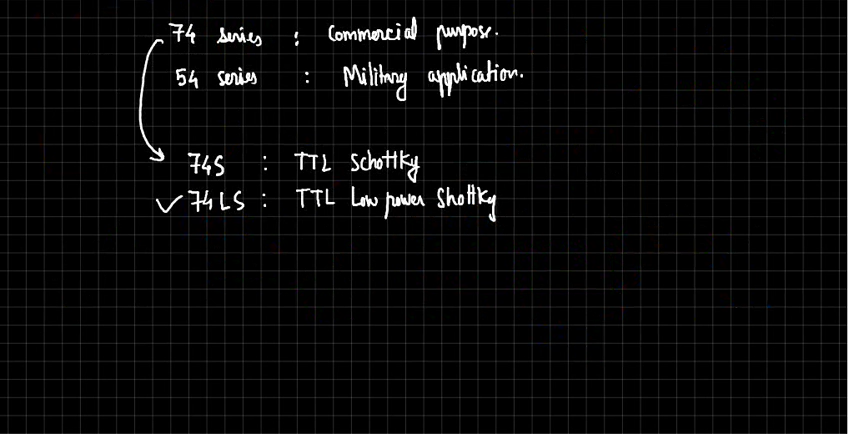 74 series : Commercial purpose.
54 series : Military application.
74S : TTL Schottky
✓ 74LS : TTL Low power Shottky